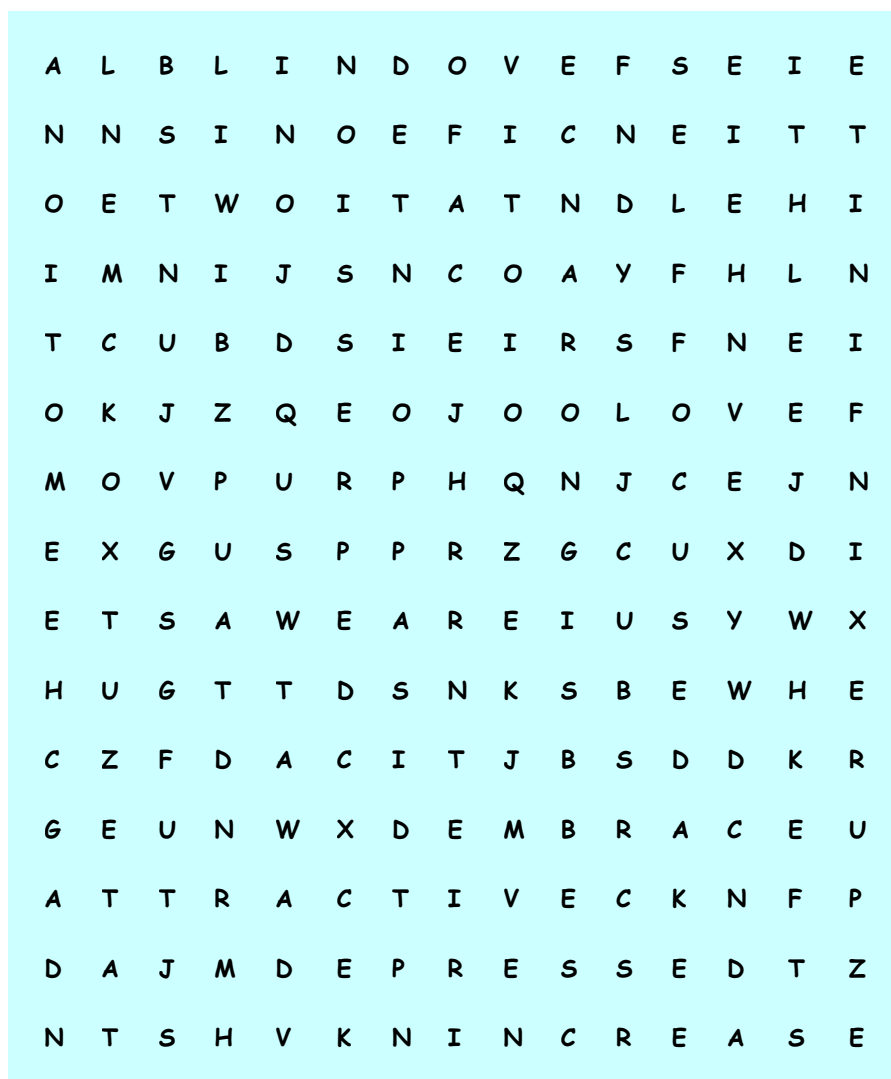 A L B L I N D O V E F S E I E
N N S I N O E F I C N E I T T
O E T W O I T A T N D L E H I
I M N I J S N C O A Y F H L N
T C U B D S I E I R S F N E I
O K J Z Q E O J O O L O V E F
M O V P U R P H Q N J C E J N
E X G U S P P R Z G C U X D I
E T S A W E A R E I U S Y W X
H U G T T D S N K S B E W H E
C Z F D A C I T J B S D D K R
G E U N W X D E M B R A C E U
A T T R A C T I V E C K N F P
D A J M D E P R E S S E D T Z
N T S H V K N I N C R E A S E